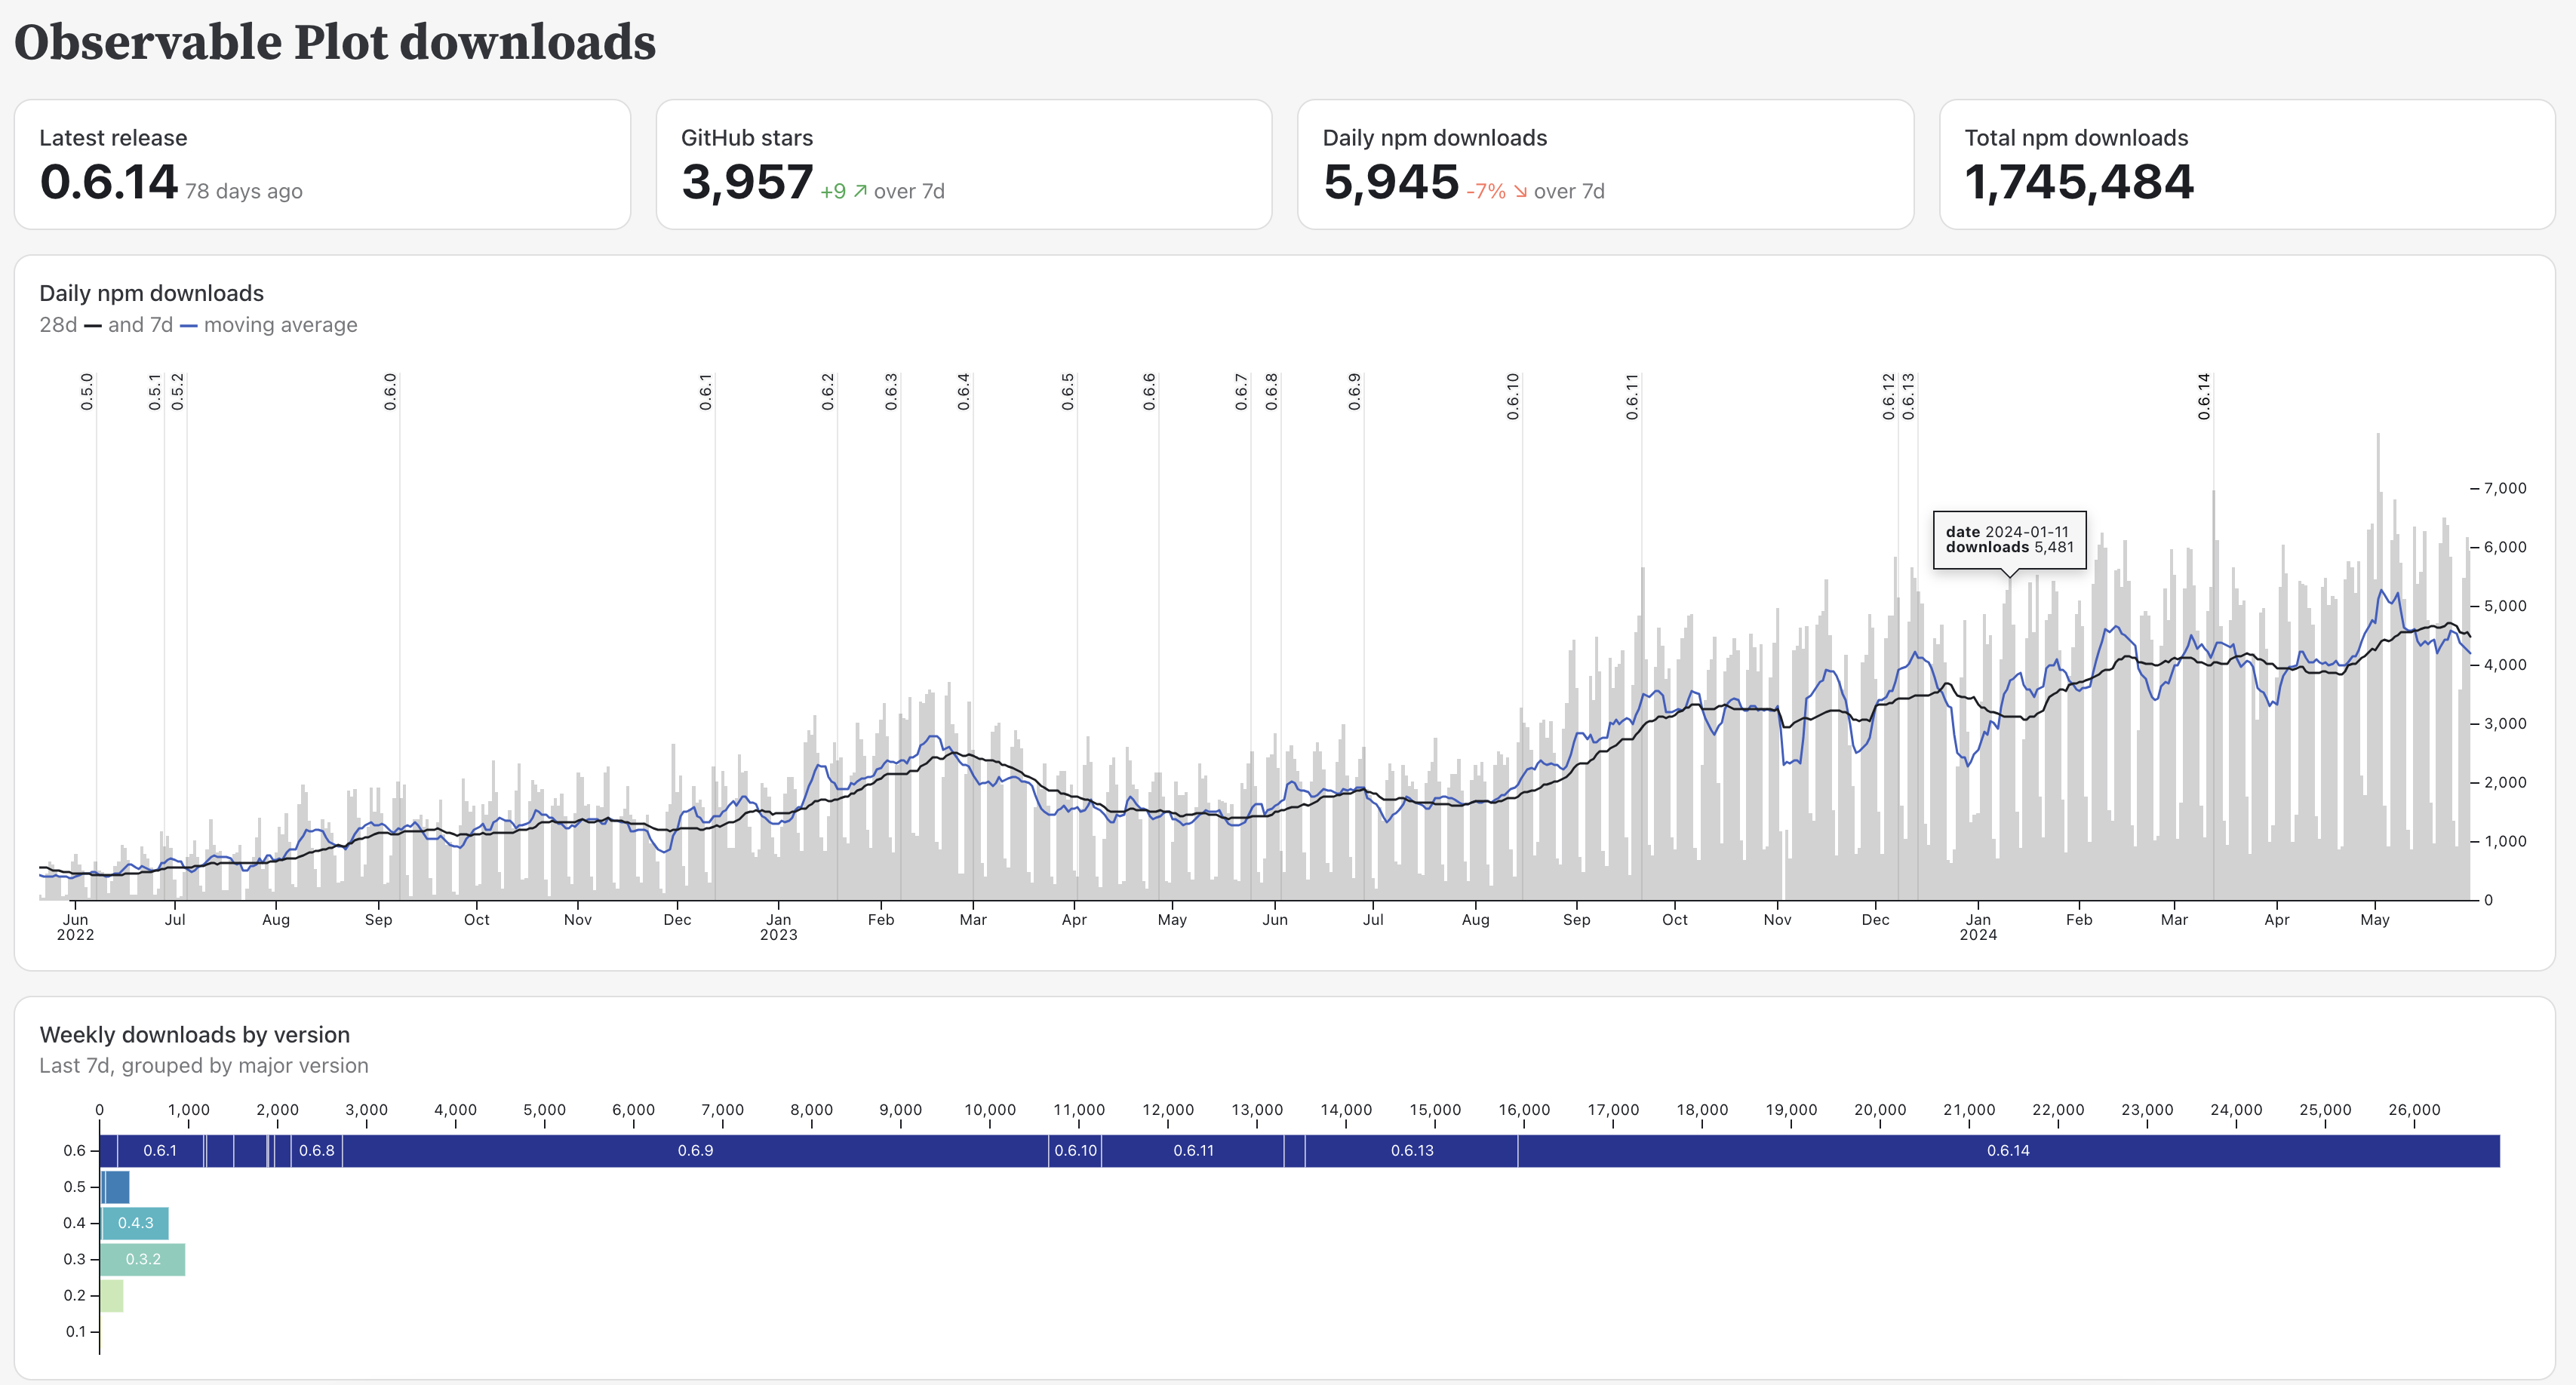 Observable Plot downloads
Latest release
0.6.14 78 days ago
GitHub stars
3,957 +9 ↗ over 7d
Daily npm downloads
5,945 -7% ↘ over 7d
Total npm downloads
1,745,484
Daily npm downloads
28d — and 7d — moving average
0.5.0
0.5.1
0.5.2
0.6.0
0.6.1
0.6.2
0.6.3
0.6.4
0.6.5
0.6.6
0.6.7
0.6.8
0.6.9
0.6.10
0.6.11
0.6.12
0.6.13
0.6.14
date 2024-01-11
downloads 5,481
7,000
6,000
5,000
4,000
3,000
2,000
1,000
0
Jun Jul Aug Sep Oct Nov Dec Jan Feb Mar Apr May Jun Jul Aug Sep Oct Nov Dec Jan Feb Mar Apr May
2022 2023 2024
Weekly downloads by version
Last 7d, grouped by major version
0 1,000 2,000 3,000 4,000 5,000 6,000 7,000 8,000 9,000 10,000 11,000 12,000 13,000 14,000 15,000 16,000 17,000 18,000 19,000 20,000 21,000 22,000 23,000 24,000 25,000 26,000
0.6 0.6.1 0.6.8 0.6.9 0.6.10 0.6.11 0.6.13 0.6.14
0.5
0.4 0.4.3
0.3 0.3.2
0.2
0.1